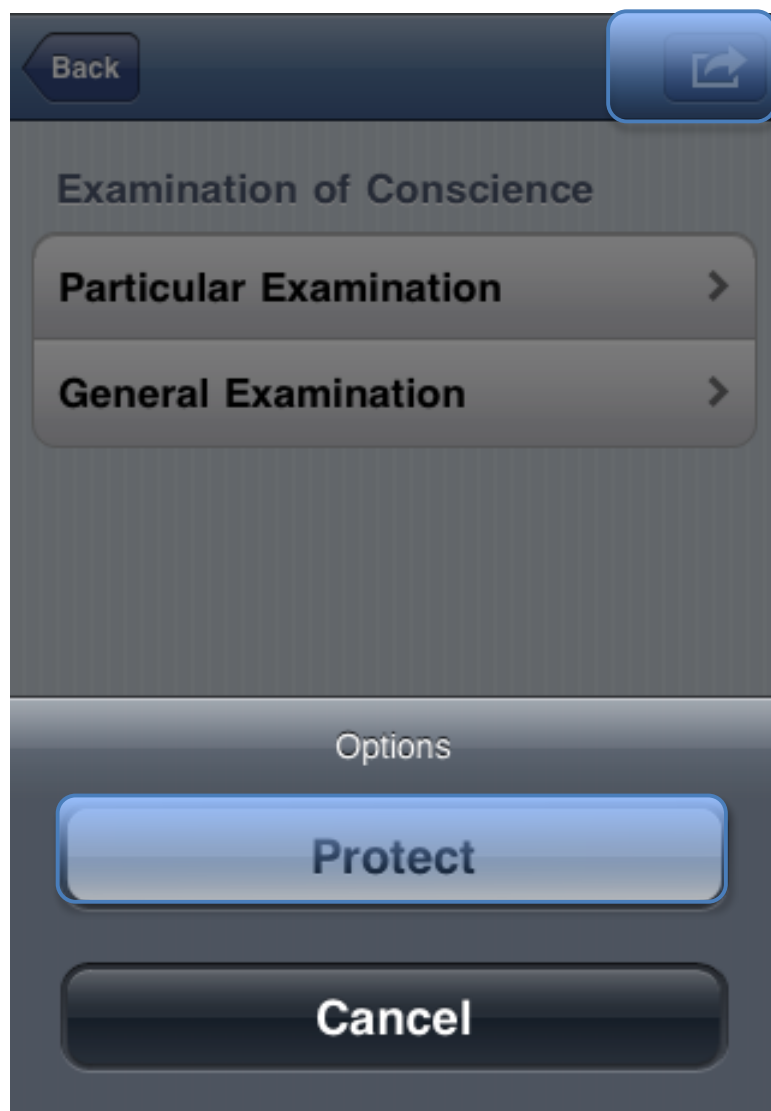 Back
Examination of Conscience
Particular Examination
General Examination
Options
Protect
Cancel